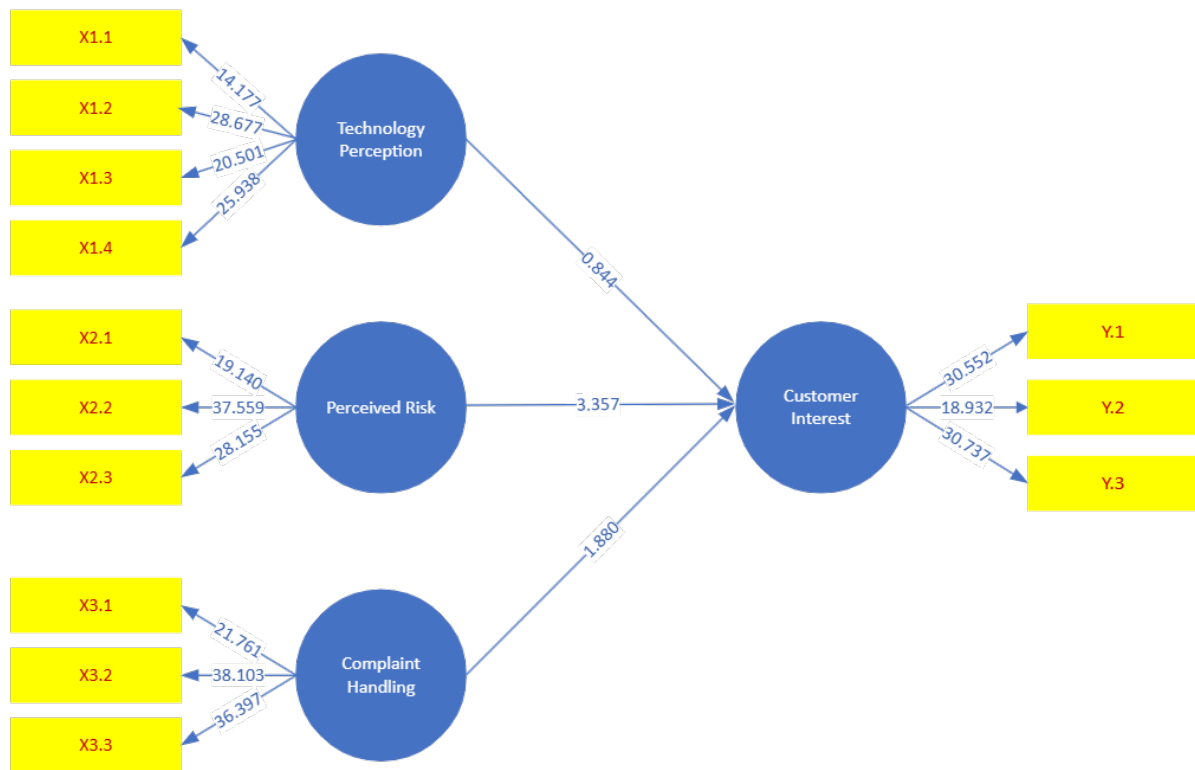 X1.1
X1.2
X1.3
X1.4
14.177
28.677
20.501
25.938
Technology
Perception
0.844
X2.1
X2.2
X2.3
19.140
37.559
28.155
Perceived Risk
3.357
X3.1
X3.2
X3.3
21.761
38.103
36.397
Complaint
Handling
1.880
Customer
Interest
30.552
18.932
30.737
Y.1
Y.2
Y.3